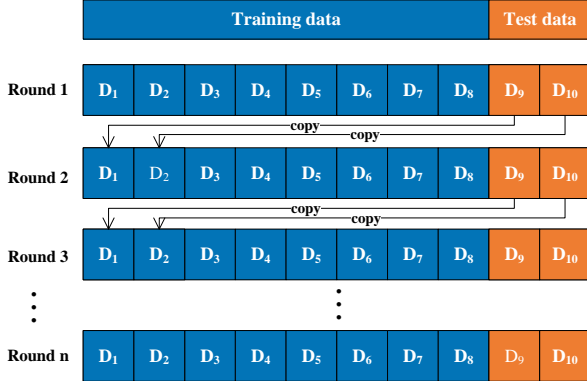 Training data Test data
Round 1 D₁ D₂ D₃ D₄ D₅ D₆ D₇ D₈ D₉ D₁₀
copy
copy
Round 2 D₁ D₂ D₃ D₄ D₅ D₆ D₇ D₈ D₉ D₁₀
copy
copy
Round 3 D₁ D₂ D₃ D₄ D₅ D₆ D₇ D₈ D₉ D₁₀
Round n D₁ D₂ D₃ D₄ D₅ D₆ D₇ D₈ D₉ D₁₀